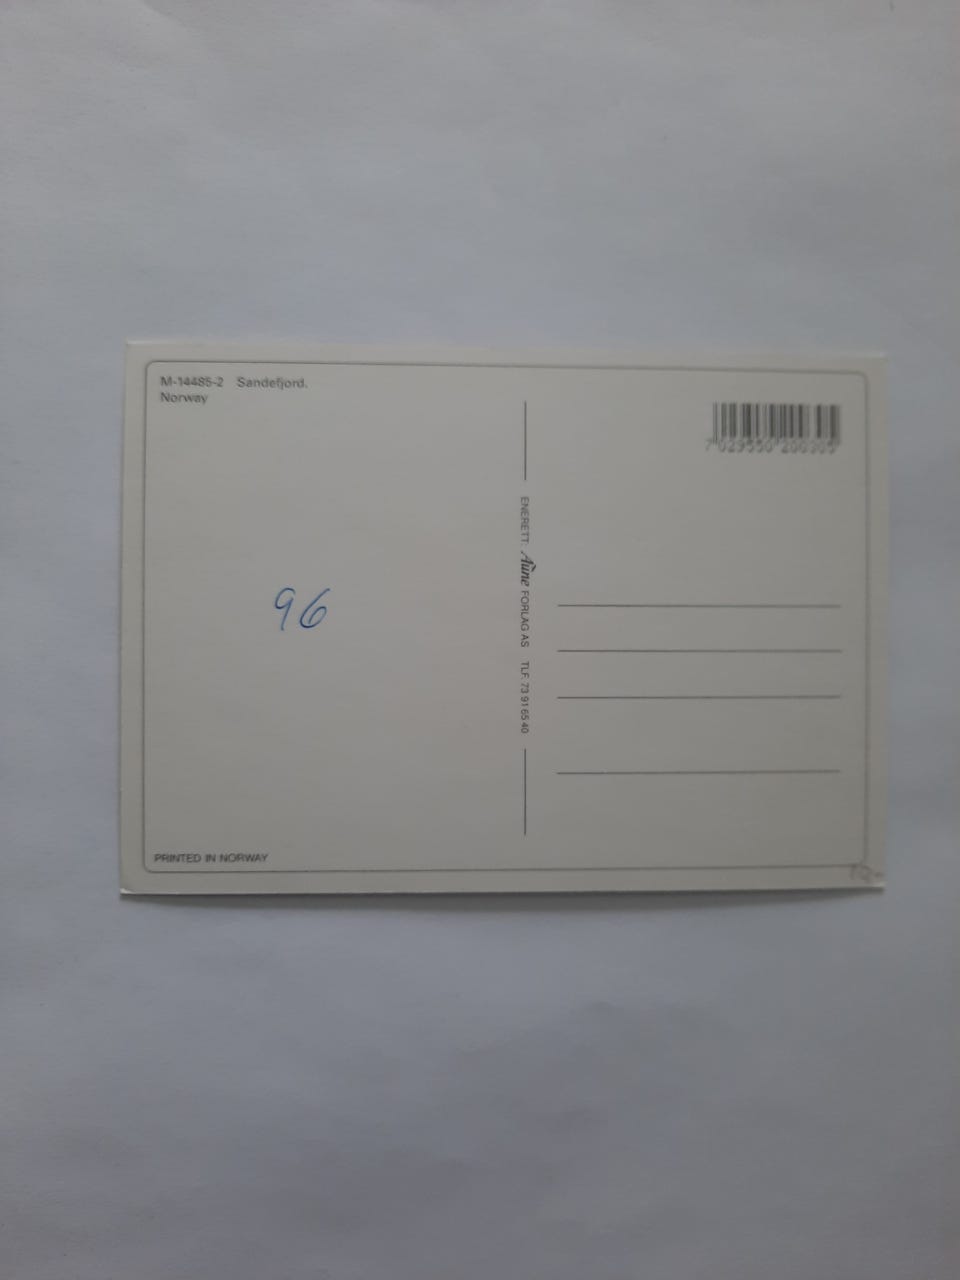 M-14485-2 Sandefjord.
Norway
96
ENERETT: Aune FORLAG AS TLF. 73 91 65 40
PRINTED IN NORWAY